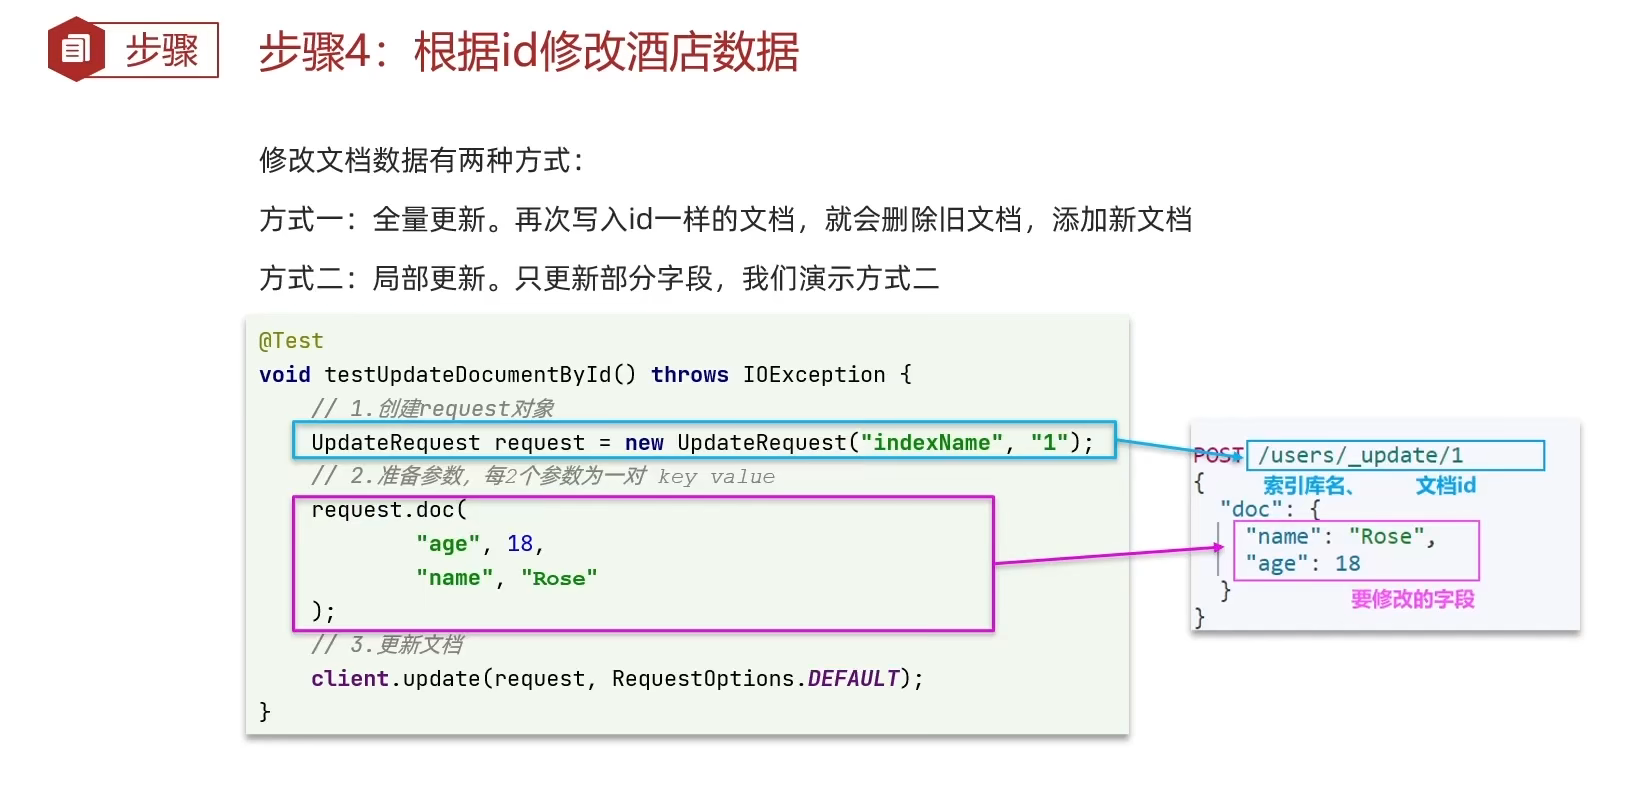 步骤
步骤4：根据id修改酒店数据
修改文档数据有两种方式：
方式一：全量更新。再次写入id一样的文档，就会删除旧文档，添加新文档
方式二：局部更新。只更新部分字段，我们演示方式二
@Test
void testUpdateDocumentById() throws IOException {
// 1.创建request对象
UpdateRequest request = new UpdateRequest("indexName", "1");
// 2.准备参数，每2个参数为一对 key value
request.doc(
"age", 18,
"name", "Rose"
);
// 3.更新文档
client.update(request, RequestOptions.DEFAULT);
}
POST /users/_update/1
{
索引库名、 文档id
"doc": {
"name": "Rose",
"age": 18
}
要修改的字段
}